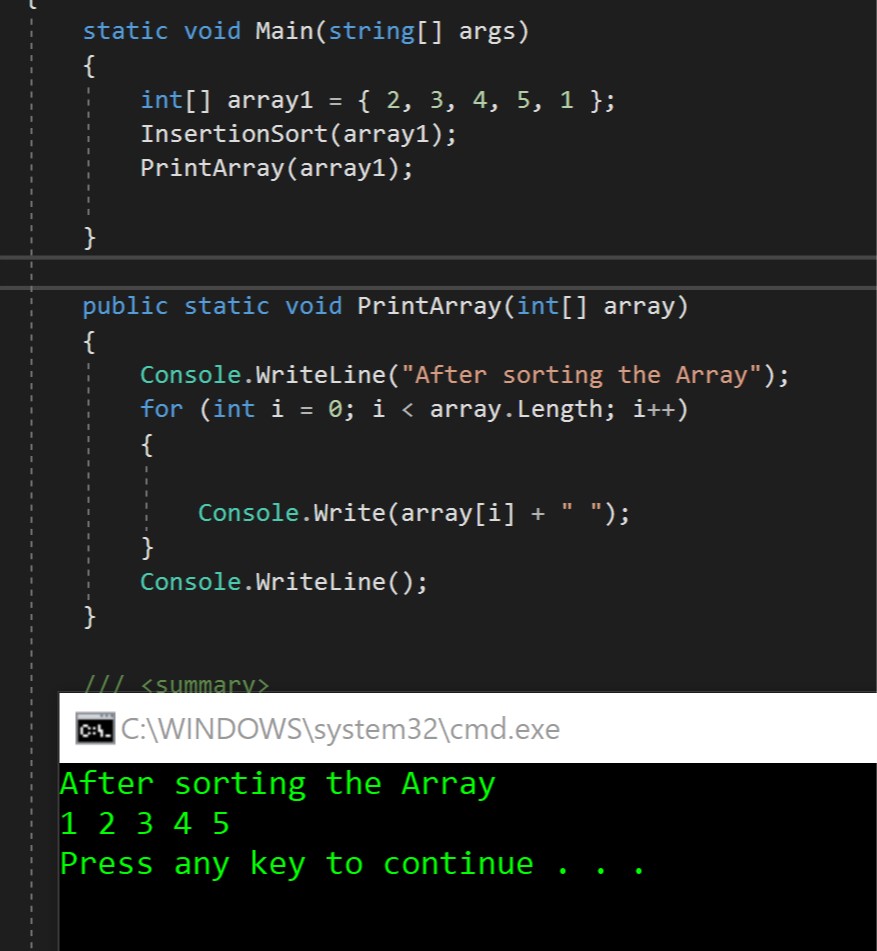 {
static void Main(string[] args)
{
int[] array1 = { 2, 3, 4, 5, 1 };
InsertionSort(array1);
PrintArray(array1);
}
public static void PrintArray(int[] array)
{
Console.WriteLine("After sorting the Array");
for (int i = 0; i < array.Length; i++)
{
Console.Write(array[i] + " ");
}
Console.WriteLine();
}
/// <summary>
C:\WINDOWS\system32\cmd.exe
After sorting the Array
1 2 3 4 5
Press any key to continue . . .